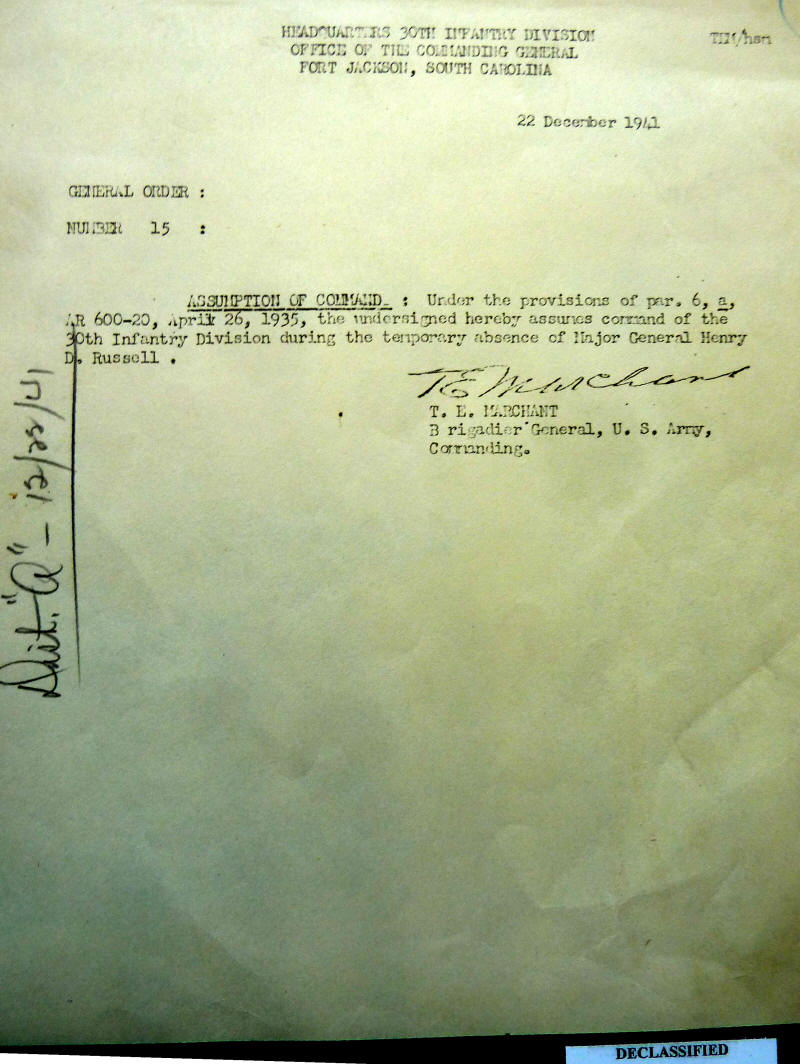 HEADQUARTERS 30TH INFANTRY DIVISION
OFFICE OF THE COMMANDING GENERAL
FORT JACKSON, SOUTH CAROLINA
TEM/hsm
22 December 1941
GENERAL ORDER :
NUMBER 15 :
ASSUMPTION OF COMMAND. : Under the provisions of par. 6, a,
AR 600-20, April 26, 1935, the undersigned hereby assumes command of the
30th Infantry Division during the temporary absence of Major General Henry
D. Russell .
T E Marchant
T. E. MARCHANT
B rigadier General, U. S. Army,
Commanding.
Dist. "A" - 12/22/41
DECLASSIFIED